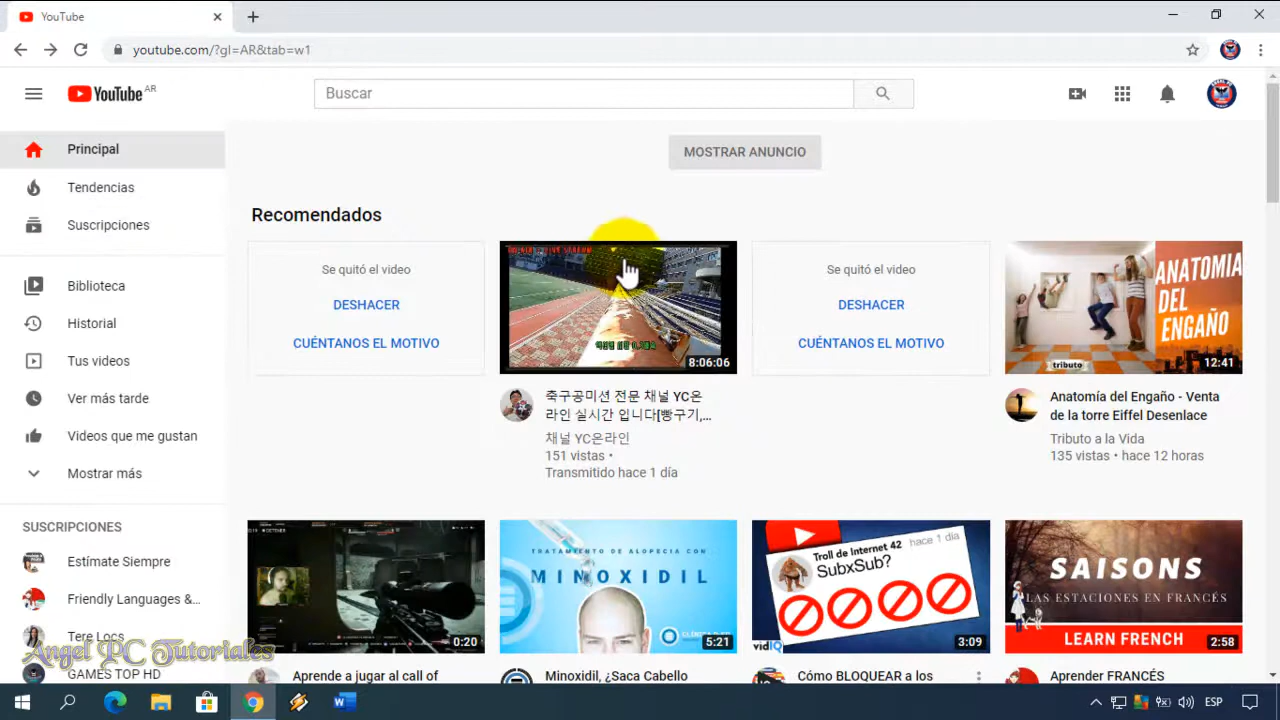 YouTube
youtube.com/?gl=AR&tab=w1
YouTube AR
Buscar
Principal
Tendencias
Suscripciones
Biblioteca
Historial
Tus videos
Ver más tarde
Videos que me gustan
Mostrar más
SUSCRIPCIONES
Estímate Siempre
Friendly Languages &...
Tere Locs
GAMES TOP HD
Angel PC Tutoriales
MOSTRAR ANUNCIO
Recomendados
Se quitó el video
DESHACER
CUÉNTANOS EL MOTIVO
8:06:06
축구공미션 전문 채널 YC온
라인 실시간 입니다[빵구기,...
채널 YC온라인
151 vistas •
Transmitido hace 1 día
Se quitó el video
DESHACER
CUÉNTANOS EL MOTIVO
ANATOMIA
DEL
ENGAÑO
tributo
12:41
Anatomía del Engaño - Venta
de la torre Eiffel Desenlace
Tributo a la Vida
135 vistas • hace 12 horas
0:20
Aprende a jugar al call of
TRATAMIENTO DE ALOPECIA CON
MINOXIDIL
5:21
Minoxidil, ¿Saca Cabello
Troll de Internet 42 hace 1 día
SubxSub?
vidIQ
3:09
Cómo BLOQUEAR a los
SAISONS
LAS ESTACIONES EN FRANCÉS
LEARN FRENCH
2:58
Aprender FRANCÉS
ESP